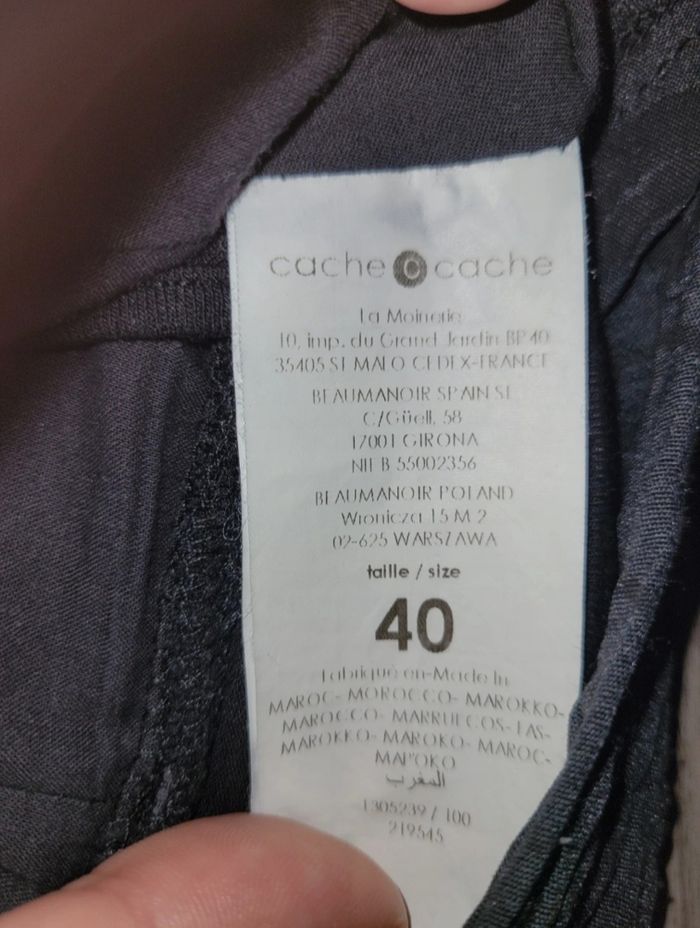 cache c cache
La Moinerie
10, imp. du Grand Jardin BP 40
35405 ST MALO CEDEX-FRANCE
BEAUMANOIR SPAIN SL
C/Güell, 58
17001 GIRONA
NIF B 55002356
BEAUMANOIR POLAND
Wronicza 15 M 2
02-625 WARSZAWA
taille / size
40
Fabriqué en-Made In
MAROC- MOROCCO- MAROKKO-
MAROCCO- MARRUECOS- FAS-
MAROKKO- MAROKO- MAROC-
MAPOKO
المغرب
1305239 / 100
219545